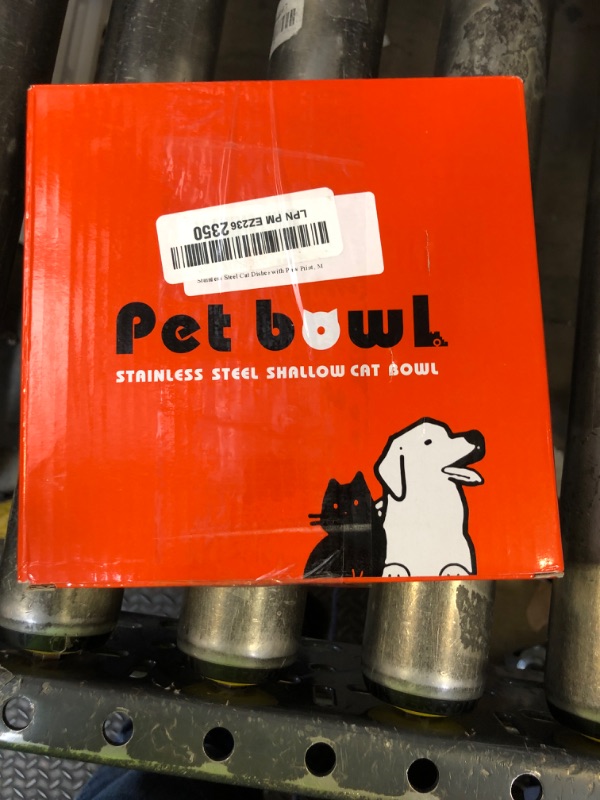 LPN PM EZ236 2350
Steel Cat Dishes with Paw Print, M
Pet bowl
STAINLESS STEEL SHALLOW CAT BOWL